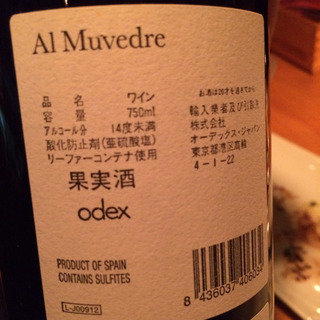 Al Muvedre
品 名 ワイン
容 量 750ml
アルコール分 14度未満
酸化防止剤(亜硫酸塩)
リーファーコンテナ使用
果実酒
odex
お酒は20才を過ぎてから
輸入業者及び引取先
株式会社
オーデックス・ジャパン
東京都港区高輪
4-1-22
PRODUCT OF SPAIN
CONTAINS SULFITES
L-J00912
8 436037 406034